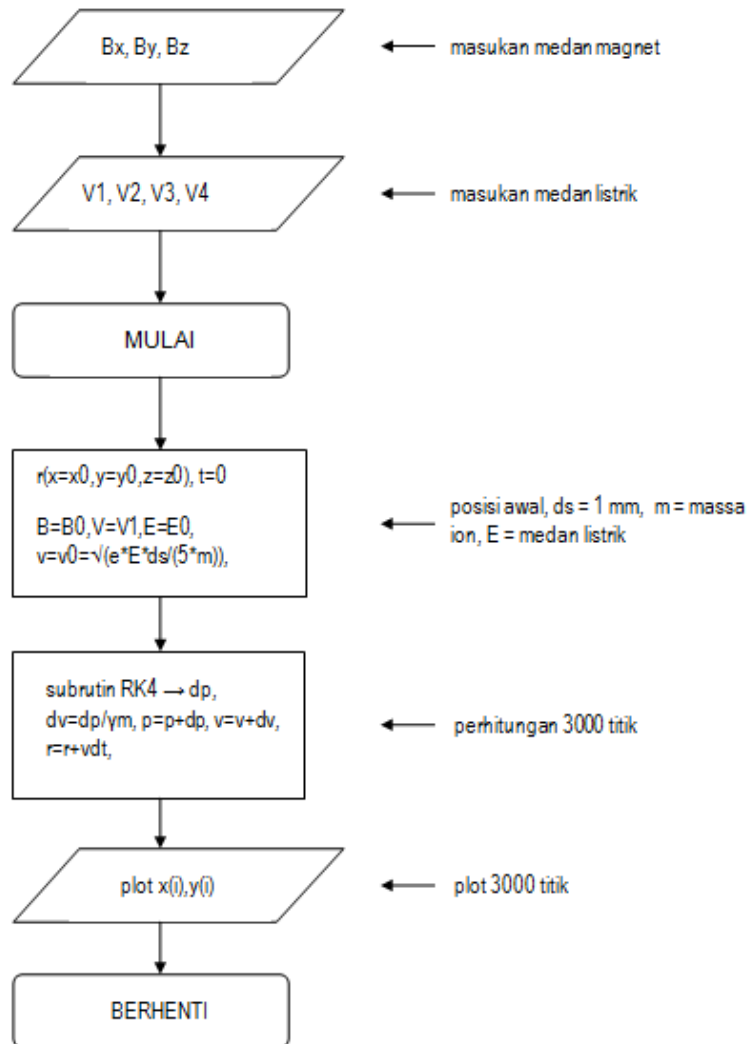 Bx, By, Bz
masukan medan magnet
V1, V2, V3, V4
masukan medan listrik
MULAI
r(x=x0,y=y0,z=z0), t=0
B=B0,V=V1,E=E0,
v=v0=√(e*E*ds/(5*m)),
posisi awal, ds = 1 mm, m = massa
ion, E = medan listrik
subrutin RK4 → dp,
dv=dp/γm, p=p+dp, v=v+dv,
r=r+vdt,
perhitungan 3000 titik
plot x(i),y(i)
plot 3000 titik
BERHENTI